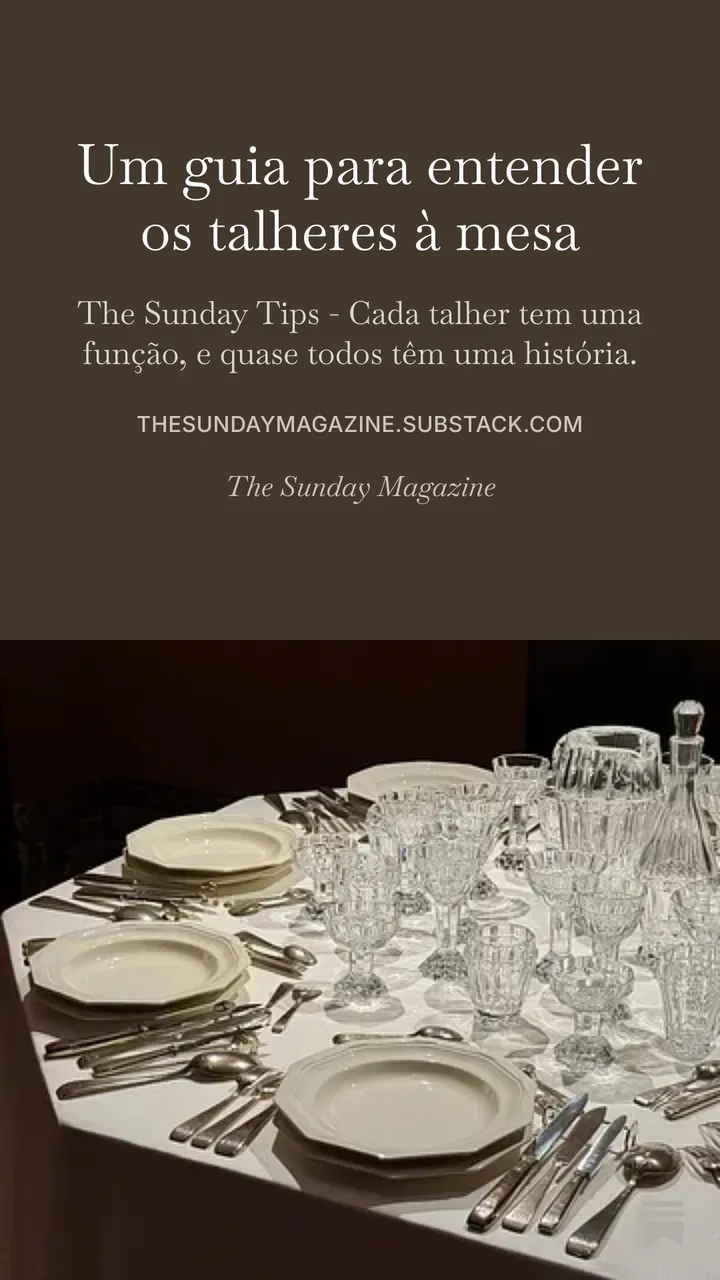 Um guia para entender
os talheres à mesa
The Sunday Tips - Cada talher tem uma
função, e quase todos têm uma história.
THESUNDAYMAGAZINE.SUBSTACK.COM
The Sunday Magazine